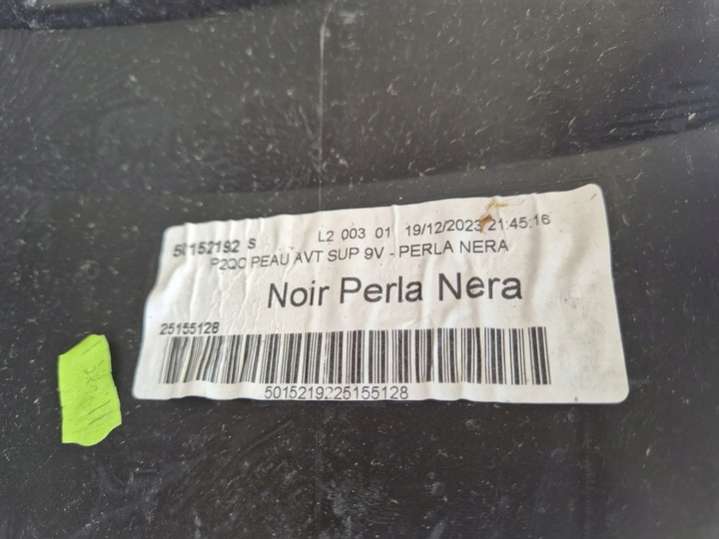 50152192 S L2 003 01 19/12/2023 21:45:16
P2QO PEAU AVT SUP 9V - PERLA NERA
Noir Perla Nera
25155128
5015219225155128